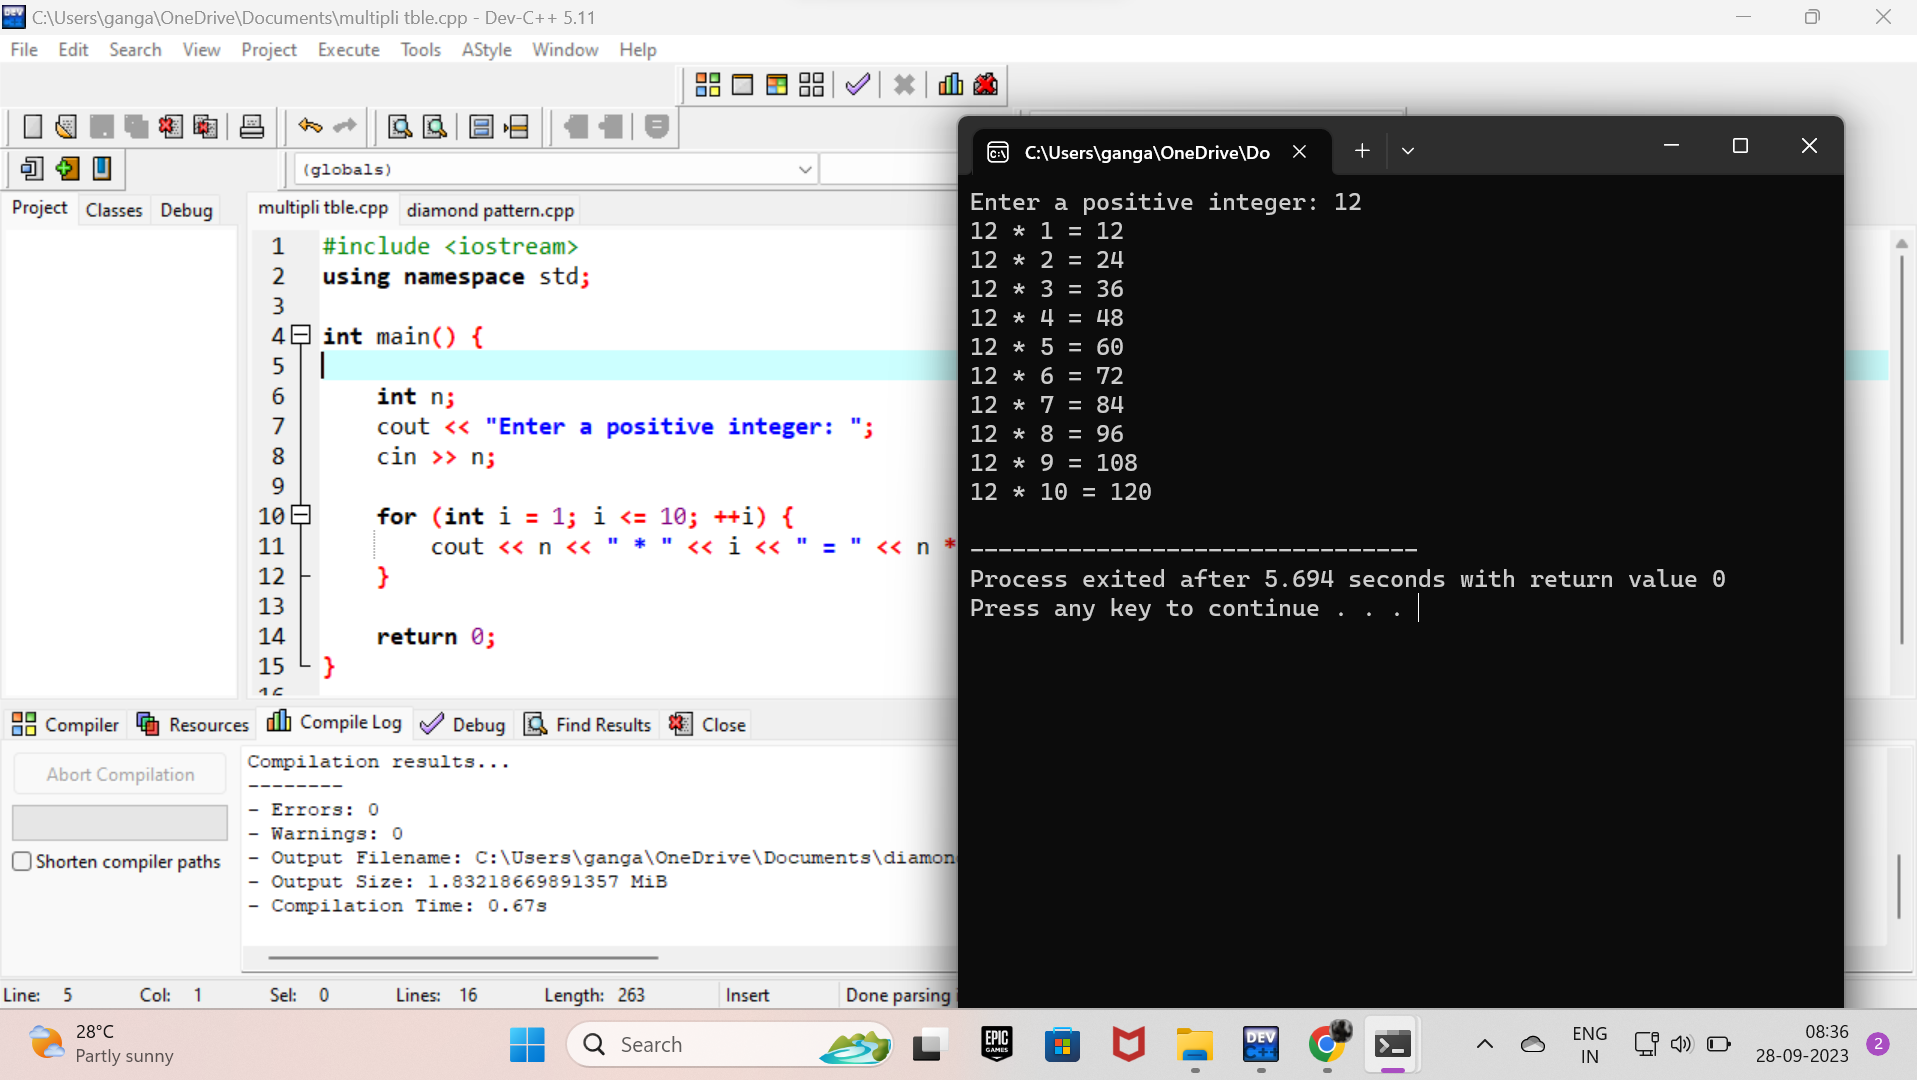 C:\Users\ganga\OneDrive\Documents\multipli tble.cpp - Dev-C++ 5.11
File Edit Search View Project Execute Tools AStyle Window Help
(globals)
Project Classes Debug
multipli tble.cpp diamond pattern.cpp
1 #include <iostream>
2 using namespace std;
3
4 int main() {
5
6 int n;
7 cout << "Enter a positive integer: ";
8 cin >> n;
9
10 for (int i = 1; i <= 10; ++i) {
11 cout << n << " * " << i << " = " << n *
12 }
13
14 return 0;
15 }
16
C:\Users\ganga\OneDrive\Do
Enter a positive integer: 12
12 * 1 = 12
12 * 2 = 24
12 * 3 = 36
12 * 4 = 48
12 * 5 = 60
12 * 6 = 72
12 * 7 = 84
12 * 8 = 96
12 * 9 = 108
12 * 10 = 120
--------------------------------
Process exited after 5.694 seconds with return value 0
Press any key to continue . . .
Compiler Resources Compile Log Debug Find Results Close
Abort Compilation
Shorten compiler paths
Compilation results...
--------
- Errors: 0
- Warnings: 0
- Output Filename: C:\Users\ganga\OneDrive\Documents\diamon
- Output Size: 1.83218669891357 MiB
- Compilation Time: 0.67s
Line: 5 Col: 1 Sel: 0 Lines: 16 Length: 263 Insert Done parsing
28°C
Partly sunny
Search
EPIC GAMES
DEV C++
ENG
IN
08:36
28-09-2023
2